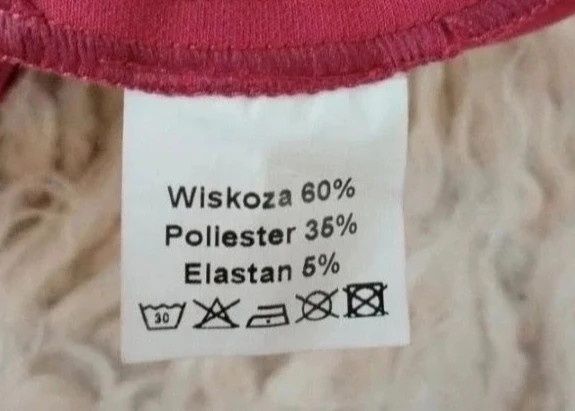 Wiskoza 60%
Poliester 35%
Elastan 5%
30